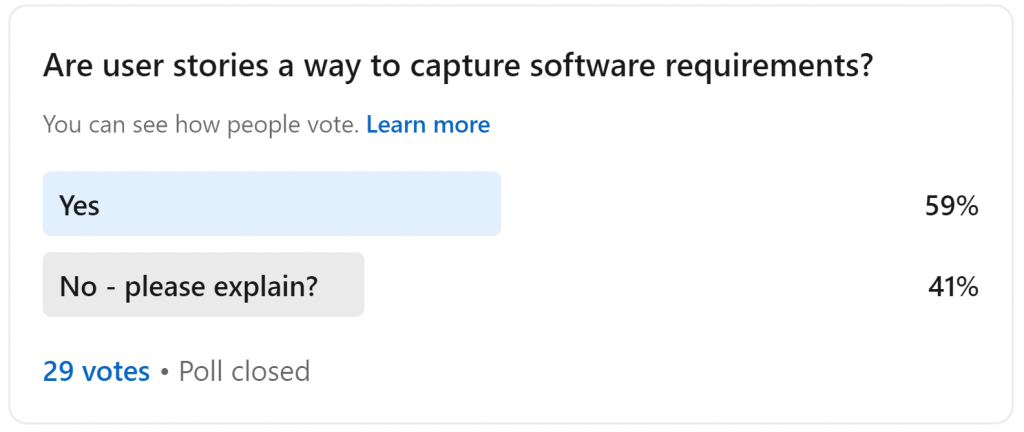 Are user stories a way to capture software requirements?
You can see how people vote. Learn more
Yes 59%
No - please explain? 41%
29 votes • Poll closed